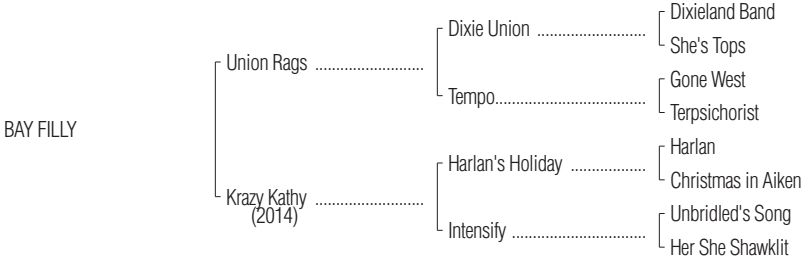 Dixieland Band
Dixie Union ..........................
She's Tops
Union Rags ..........................
Gone West
Tempo....................................
Terpsichorist
BAY FILLY
Harlan
Harlan's Holiday ..................
Christmas in Aiken
Krazy Kathy ..........................
(2014)
Unbridled's Song
Intensify ................................
Her She Shawklit